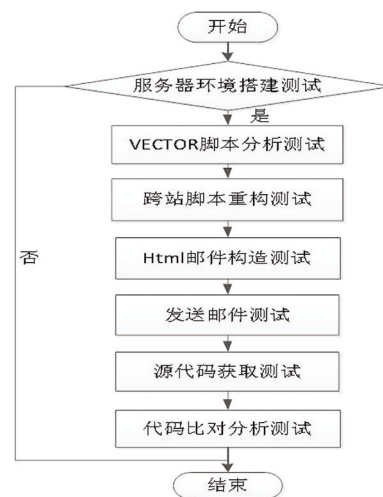 开始
服务器环境搭建测试
是
VECTOR脚本分析测试
跨站脚本重构测试
否
Html邮件构造测试
发送邮件测试
源代码获取测试
代码比对分析测试
结束